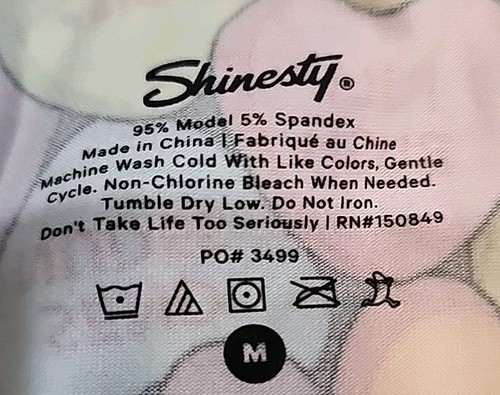 Shinesty®
95% Model 5% Spandex
Made in China | Fabriqué au Chine
Machine Wash Cold With Like Colors, Gentle
Cycle. Non-Chlorine Bleach When Needed.
Tumble Dry Low. Do Not Iron.
Don't Take Life Too Seriously | RN#150849
PO# 3499
M